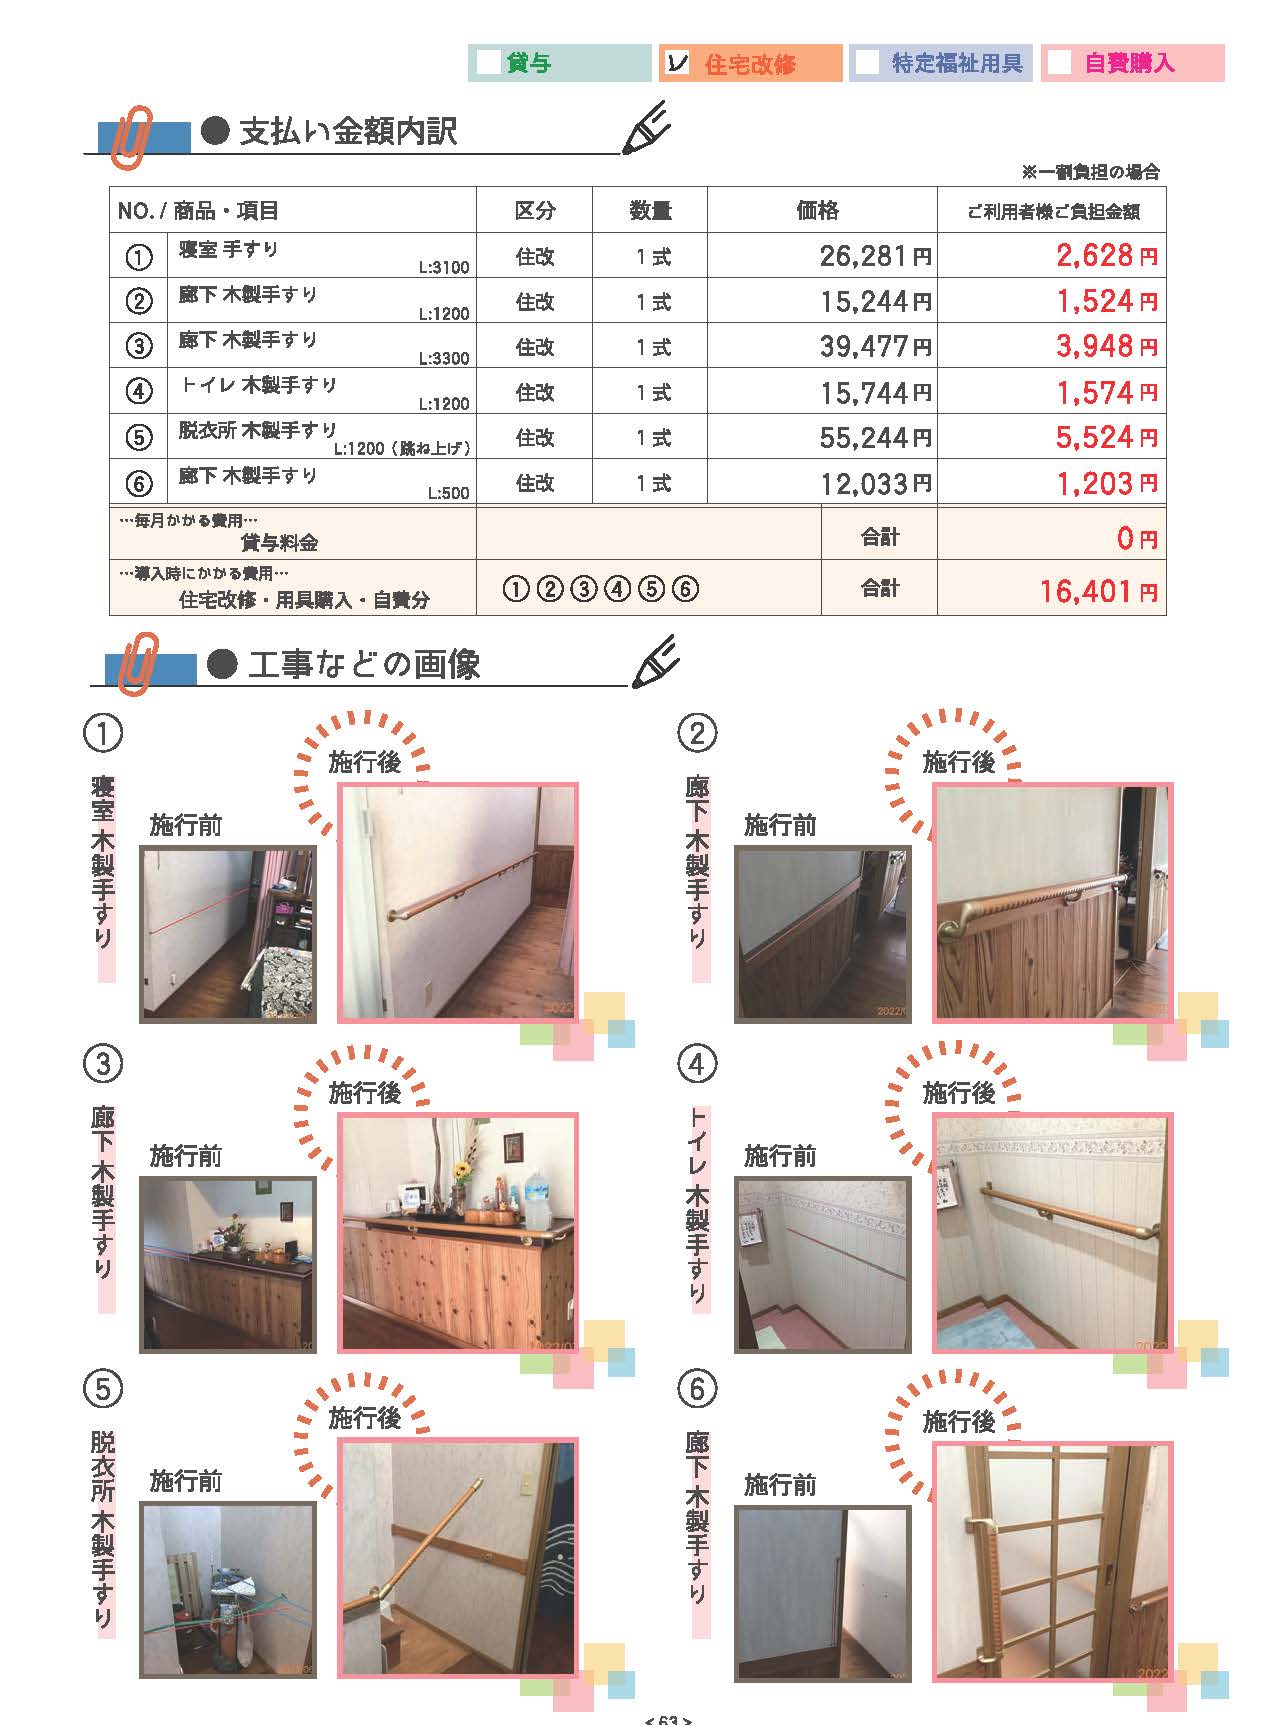 貸与
レ 住宅改修
特定福祉用具
自費購入
● 支払い金額内訳
※一割負担の場合
NO. / 商品・項目 区分 数量 価格 ご利用者様ご負担金額
① 寝室 手すり L:3100 住改 1 式 26,281円 2,628円
② 廊下 木製手すり L:1200 住改 1 式 15,244円 1,524円
③ 廊下 木製手すり L:3300 住改 1 式 39,477円 3,948円
④ トイレ 木製手すり L:1200 住改 1 式 15,744円 1,574円
⑤ 脱衣所 木製手すり L:1200（跳ね上げ） 住改 1 式 55,244円 5,524円
⑥ 廊下 木製手すり L:500 住改 1 式 12,033円 1,203円
…毎月かかる費用…
貸与料金 合計 0円
…導入時にかかる費用…
住宅改修・用具購入・自費分 ①②③④⑤⑥ 合計 16,401円
● 工事などの画像
①
寝室 木製手すり
施行前
施行後
2022
②
廊下 木製手すり
施行前
施行後
2022/0
③
廊下 木製手すり
施行前
施行後
2022/0
④
トイレ 木製手すり
施行前
施行後
2022
⑤
脱衣所 木製手すり
施行前
施行後
⑥
廊下 木製手すり
施行前
施行後
2022
< 63 >